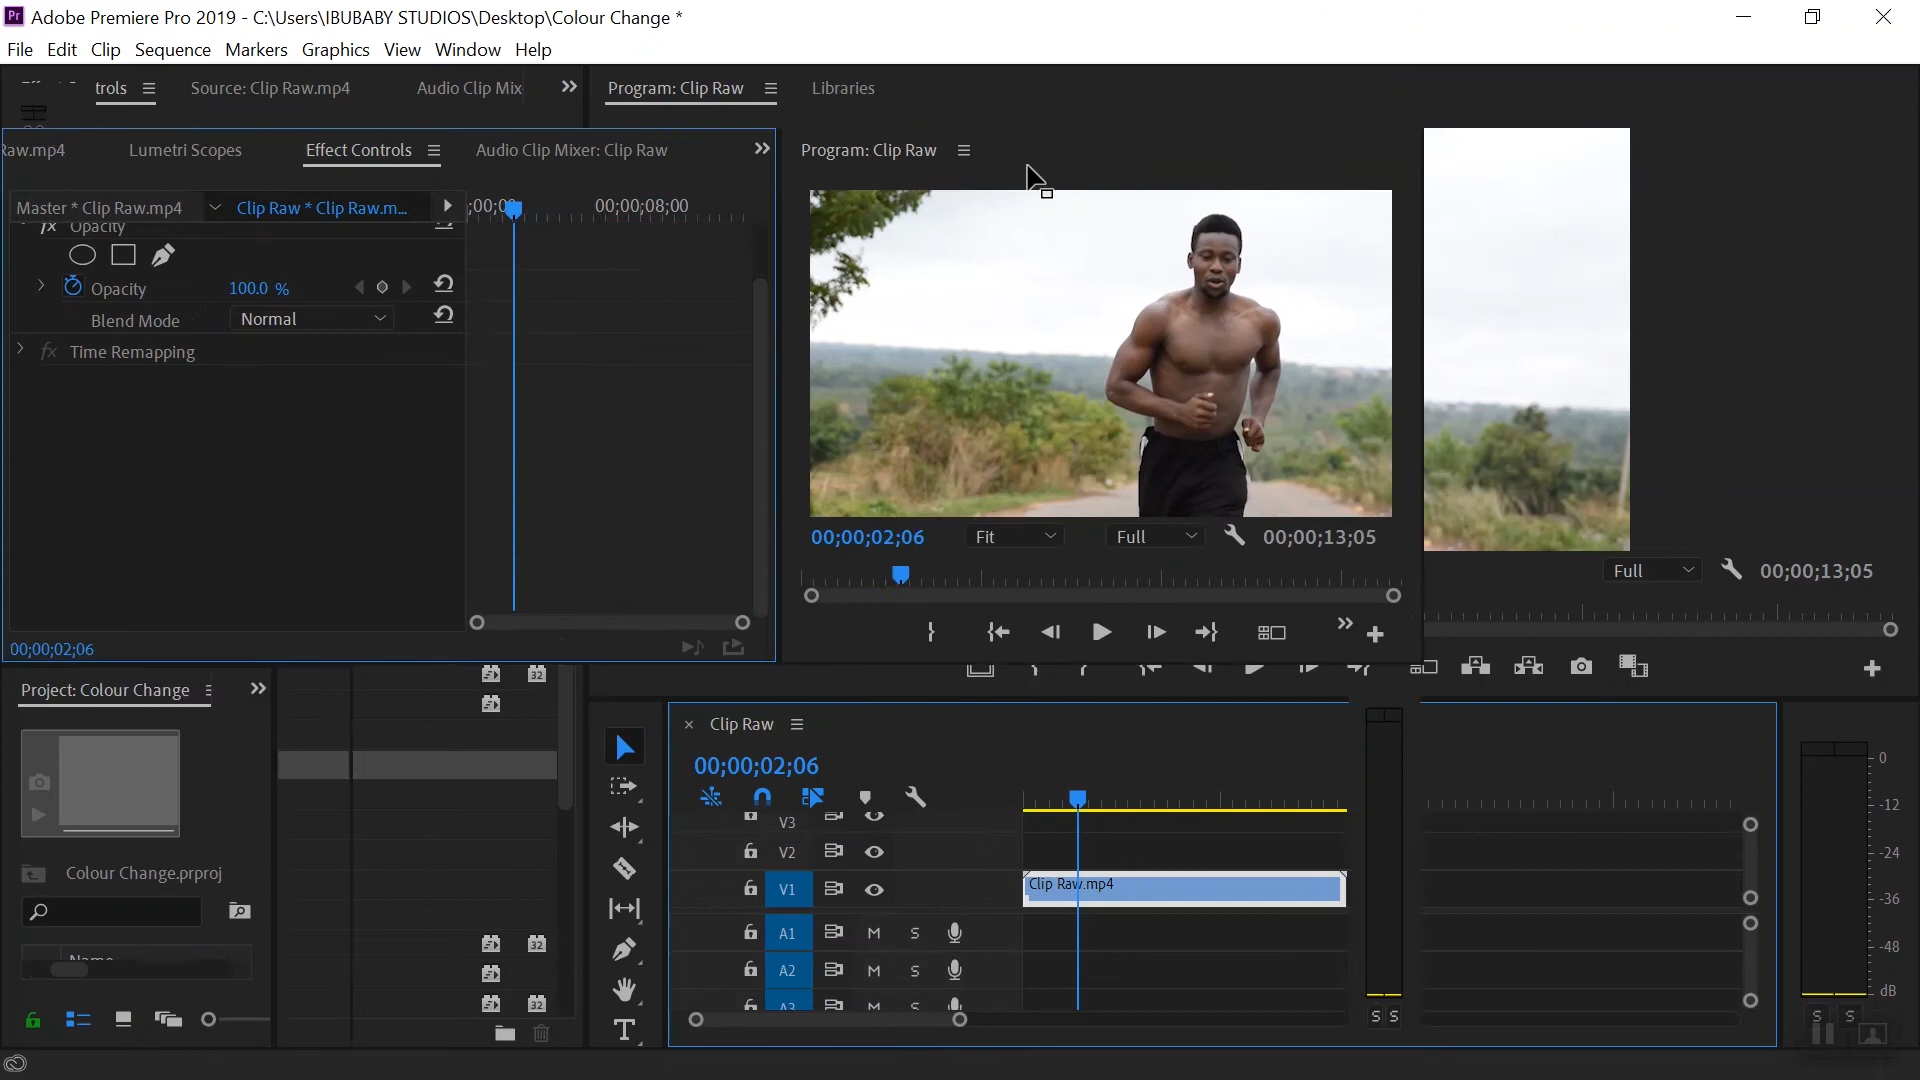 Adobe Premiere Pro 2019 - C:\Users\IBUBABY STUDIOS\Desktop\Colour Change *
File Edit Clip Sequence Markers Graphics View Window Help
trols Source: Clip Raw.mp4 Audio Clip Mix Program: Clip Raw Libraries
Raw.mp4 Lumetri Scopes Effect Controls Audio Clip Mixer: Clip Raw
Program: Clip Raw
Master * Clip Raw.mp4 Clip Raw * Clip Raw.m... 00;00;08;00
fx Opacity
Opacity 100.0 %
Blend Mode Normal
fx Time Remapping
00;00;02;06 Fit Full 00;00;13;05
Full 00;00;13;05
00;00;02;06
Project: Colour Change
Clip Raw
00;00;02;06
V3
V2
V1 Clip Raw.mp4
A1 M S
A2 M S
A3 M S
Colour Change.prproj
Name
32
32
32
0
-12
-24
-36
-48
dB
S S
S S